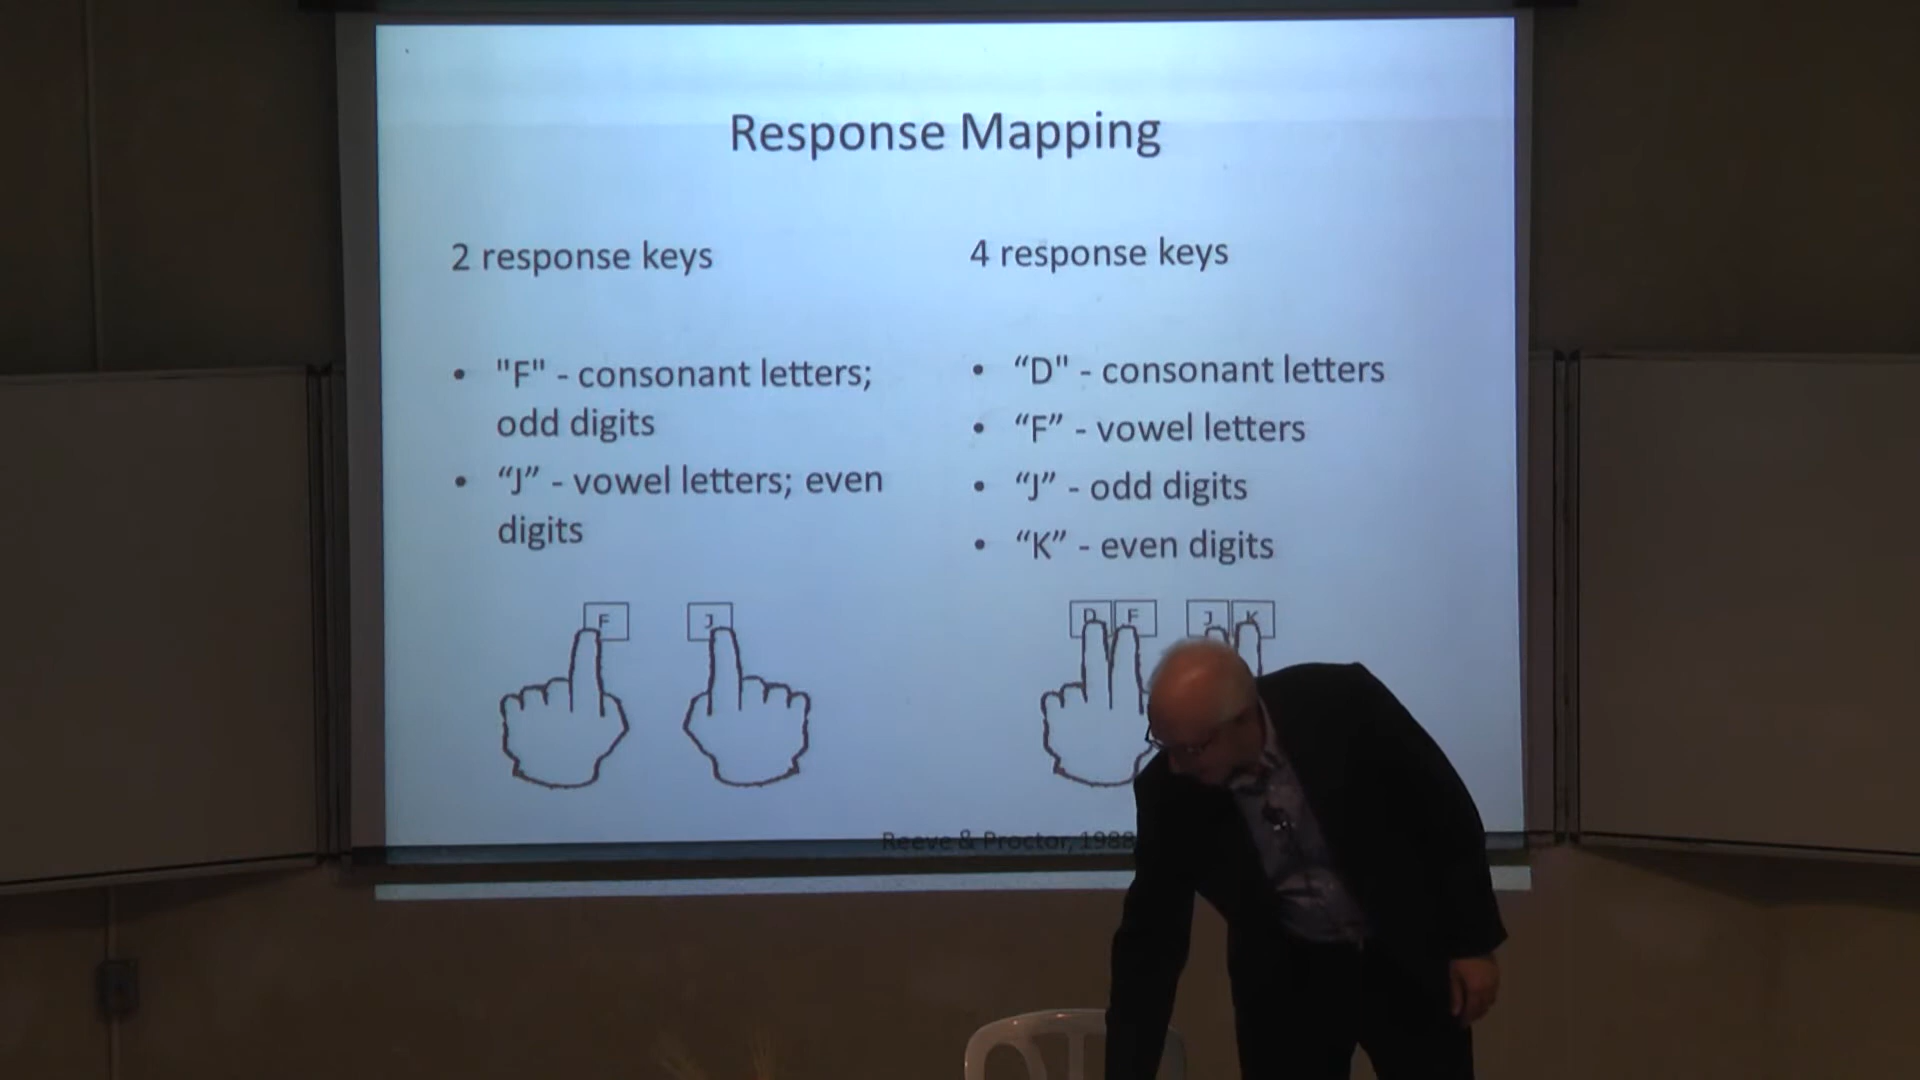 Response Mapping
2 response keys
• "F" - consonant letters;
odd digits
• “J” - vowel letters; even
digits
4 response keys
• “D" - consonant letters
• “F” - vowel letters
• “J” - odd digits
• “K” - even digits
F J
D F J K
Reeve & Proctor, 1988